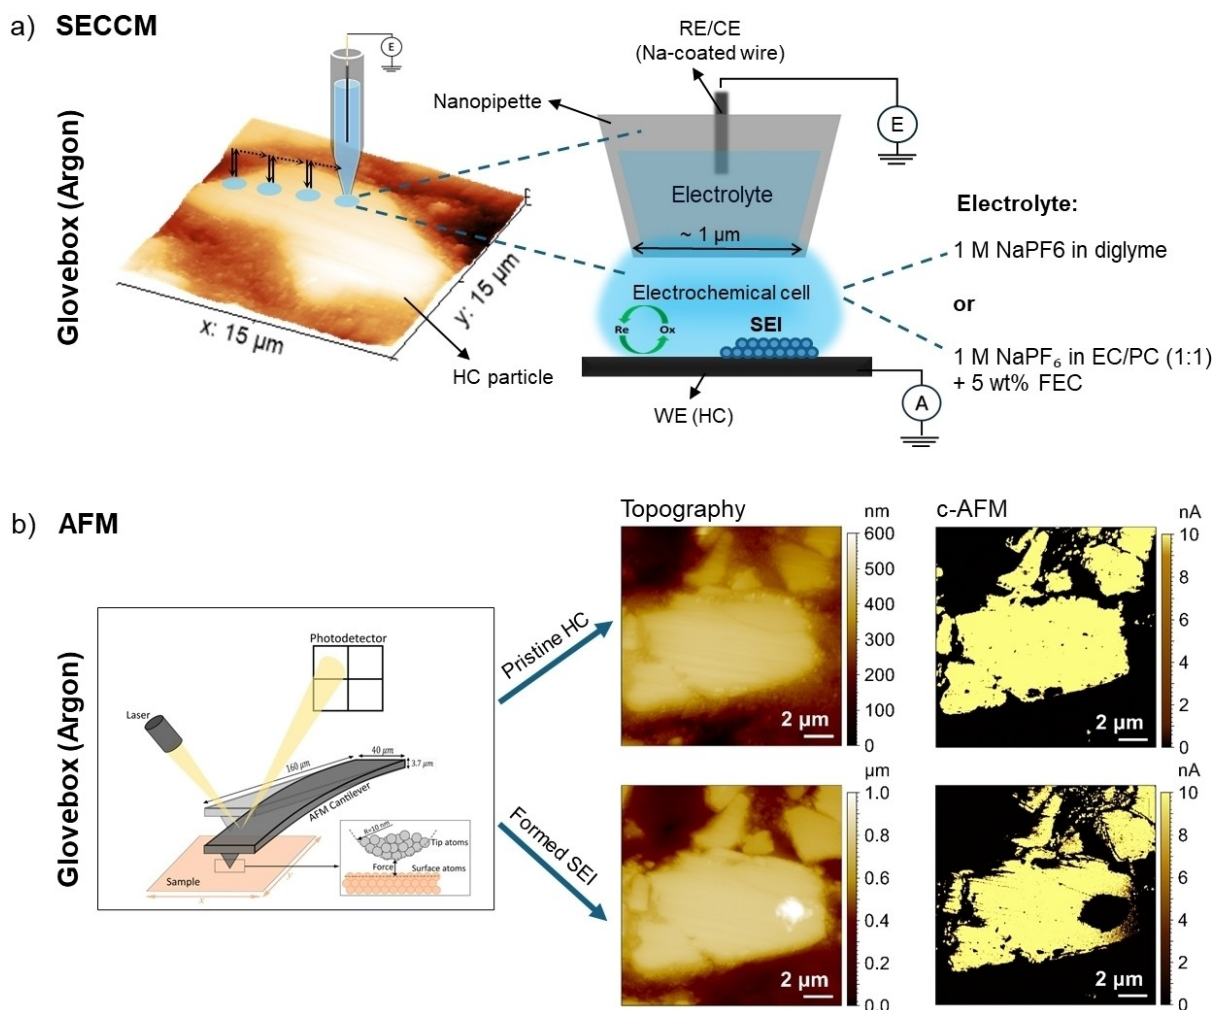 a) SECCM
Glovebox (Argon)
E
x: 15 µm
y: 15 µm
HC particle
Nanopipette
RE/CE
(Na-coated wire)
E
Electrolyte
~ 1 µm
Electrochemical cell
Re
Ox
SEI
WE (HC)
A
Electrolyte:
1 M NaPF6 in diglyme
or
1 M NaPF₆ in EC/PC (1:1)
+ 5 wt% FEC
b) AFM
Glovebox (Argon)
Photodetector
Laser
160 µm
40 µm
3.7 µm
AFM Cantilever
R=10 nm
Tip atoms
Force
Surface atoms
Sample
x
y
Pristine HC
Formed SEI
Topography
nm
600
500
400
300
200
100
0
2 µm
c-AFM
nA
10
8
6
4
2
0
2 µm
µm
1.0
0.8
0.6
0.4
0.2
0.0
2 µm
nA
10
8
6
4
2
0
2 µm